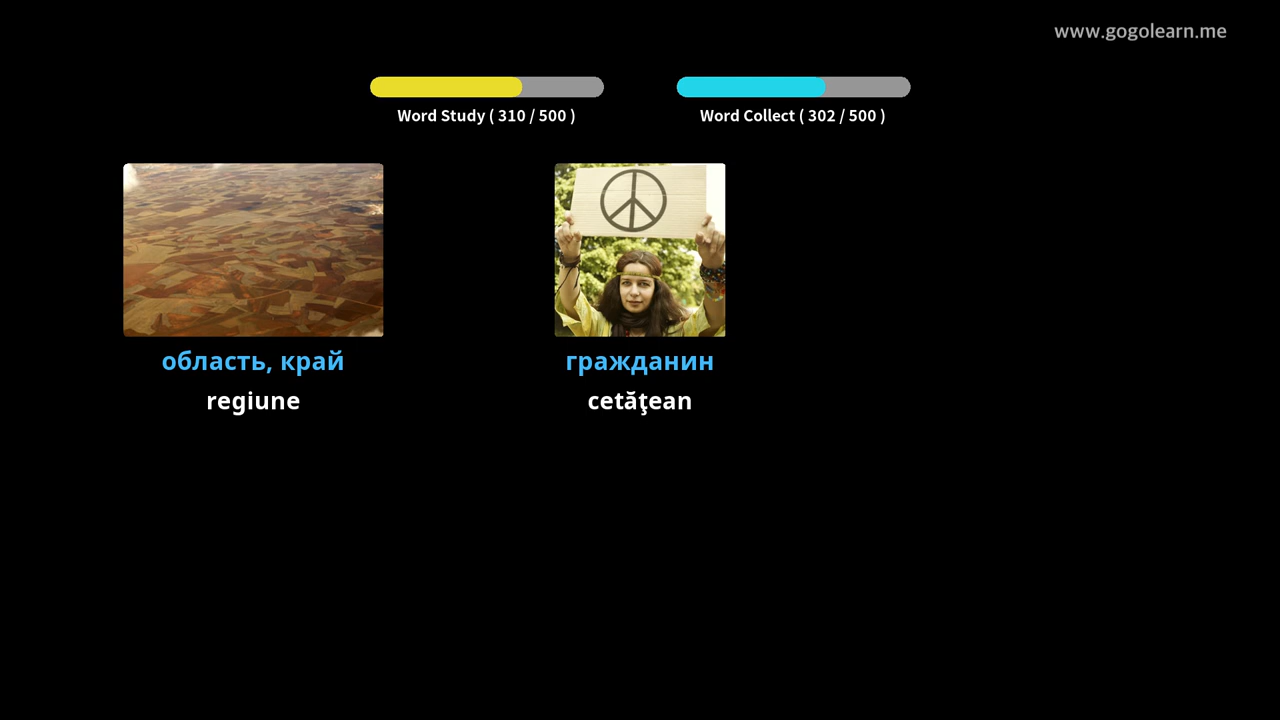 www.gogolearn.me
Word Study ( 310 / 500 )
Word Collect ( 302 / 500 )
область, край
regiune
гражданин
cetăţean